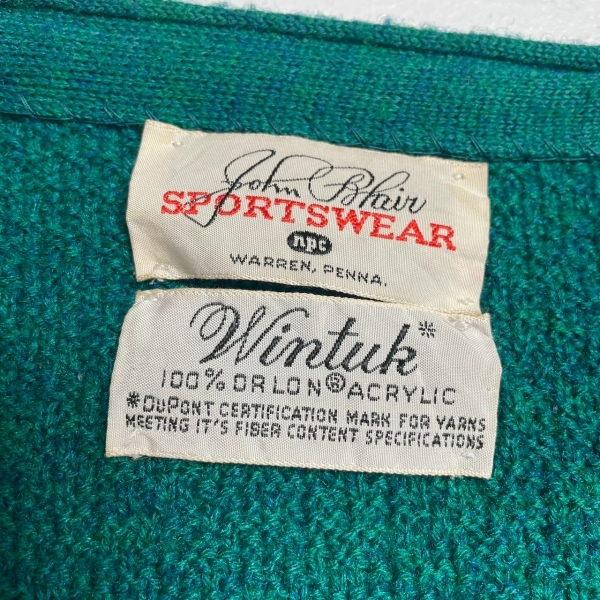 John Blair
SPORTSWEAR
npc
WARREN, PENNA.
Wintuk*
100% ORLON® ACRYLIC
*DUPONT CERTIFICATION MARK FOR YARNS
MEETING IT'S FIBER CONTENT SPECIFICATIONS